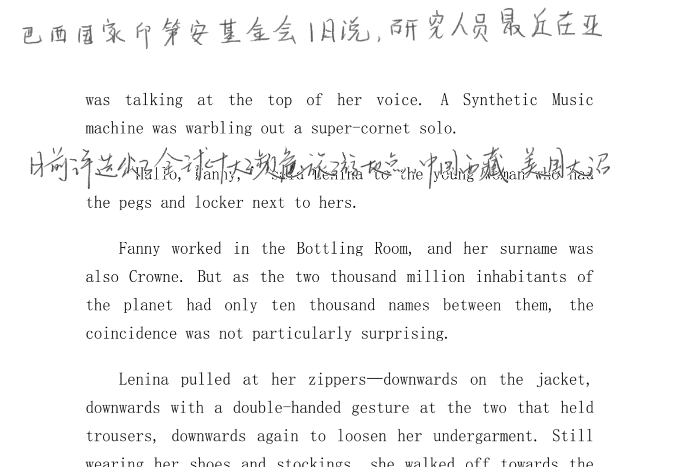 巴西国家印第安基金会1日说,研究人员最近在亚
was talking at the top of her voice. A Synthetic Music
machine was warbling out a super-cornet solo.
日前评选出了全球十大濒危旅游地点。中国西藏、美国大沼
“Hallo, Fanny,” said Lenina to the young woman who had
the pegs and locker next to hers.
Fanny worked in the Bottling Room, and her surname was
also Crowne. But as the two thousand million inhabitants of
the planet had only ten thousand names between them, the
coincidence was not particularly surprising.
Lenina pulled at her zippers—downwards on the jacket,
downwards with a double-handed gesture at the two that held
trousers, downwards again to loosen her undergarment. Still
wearing her shoes and stockings, she walked off towards the